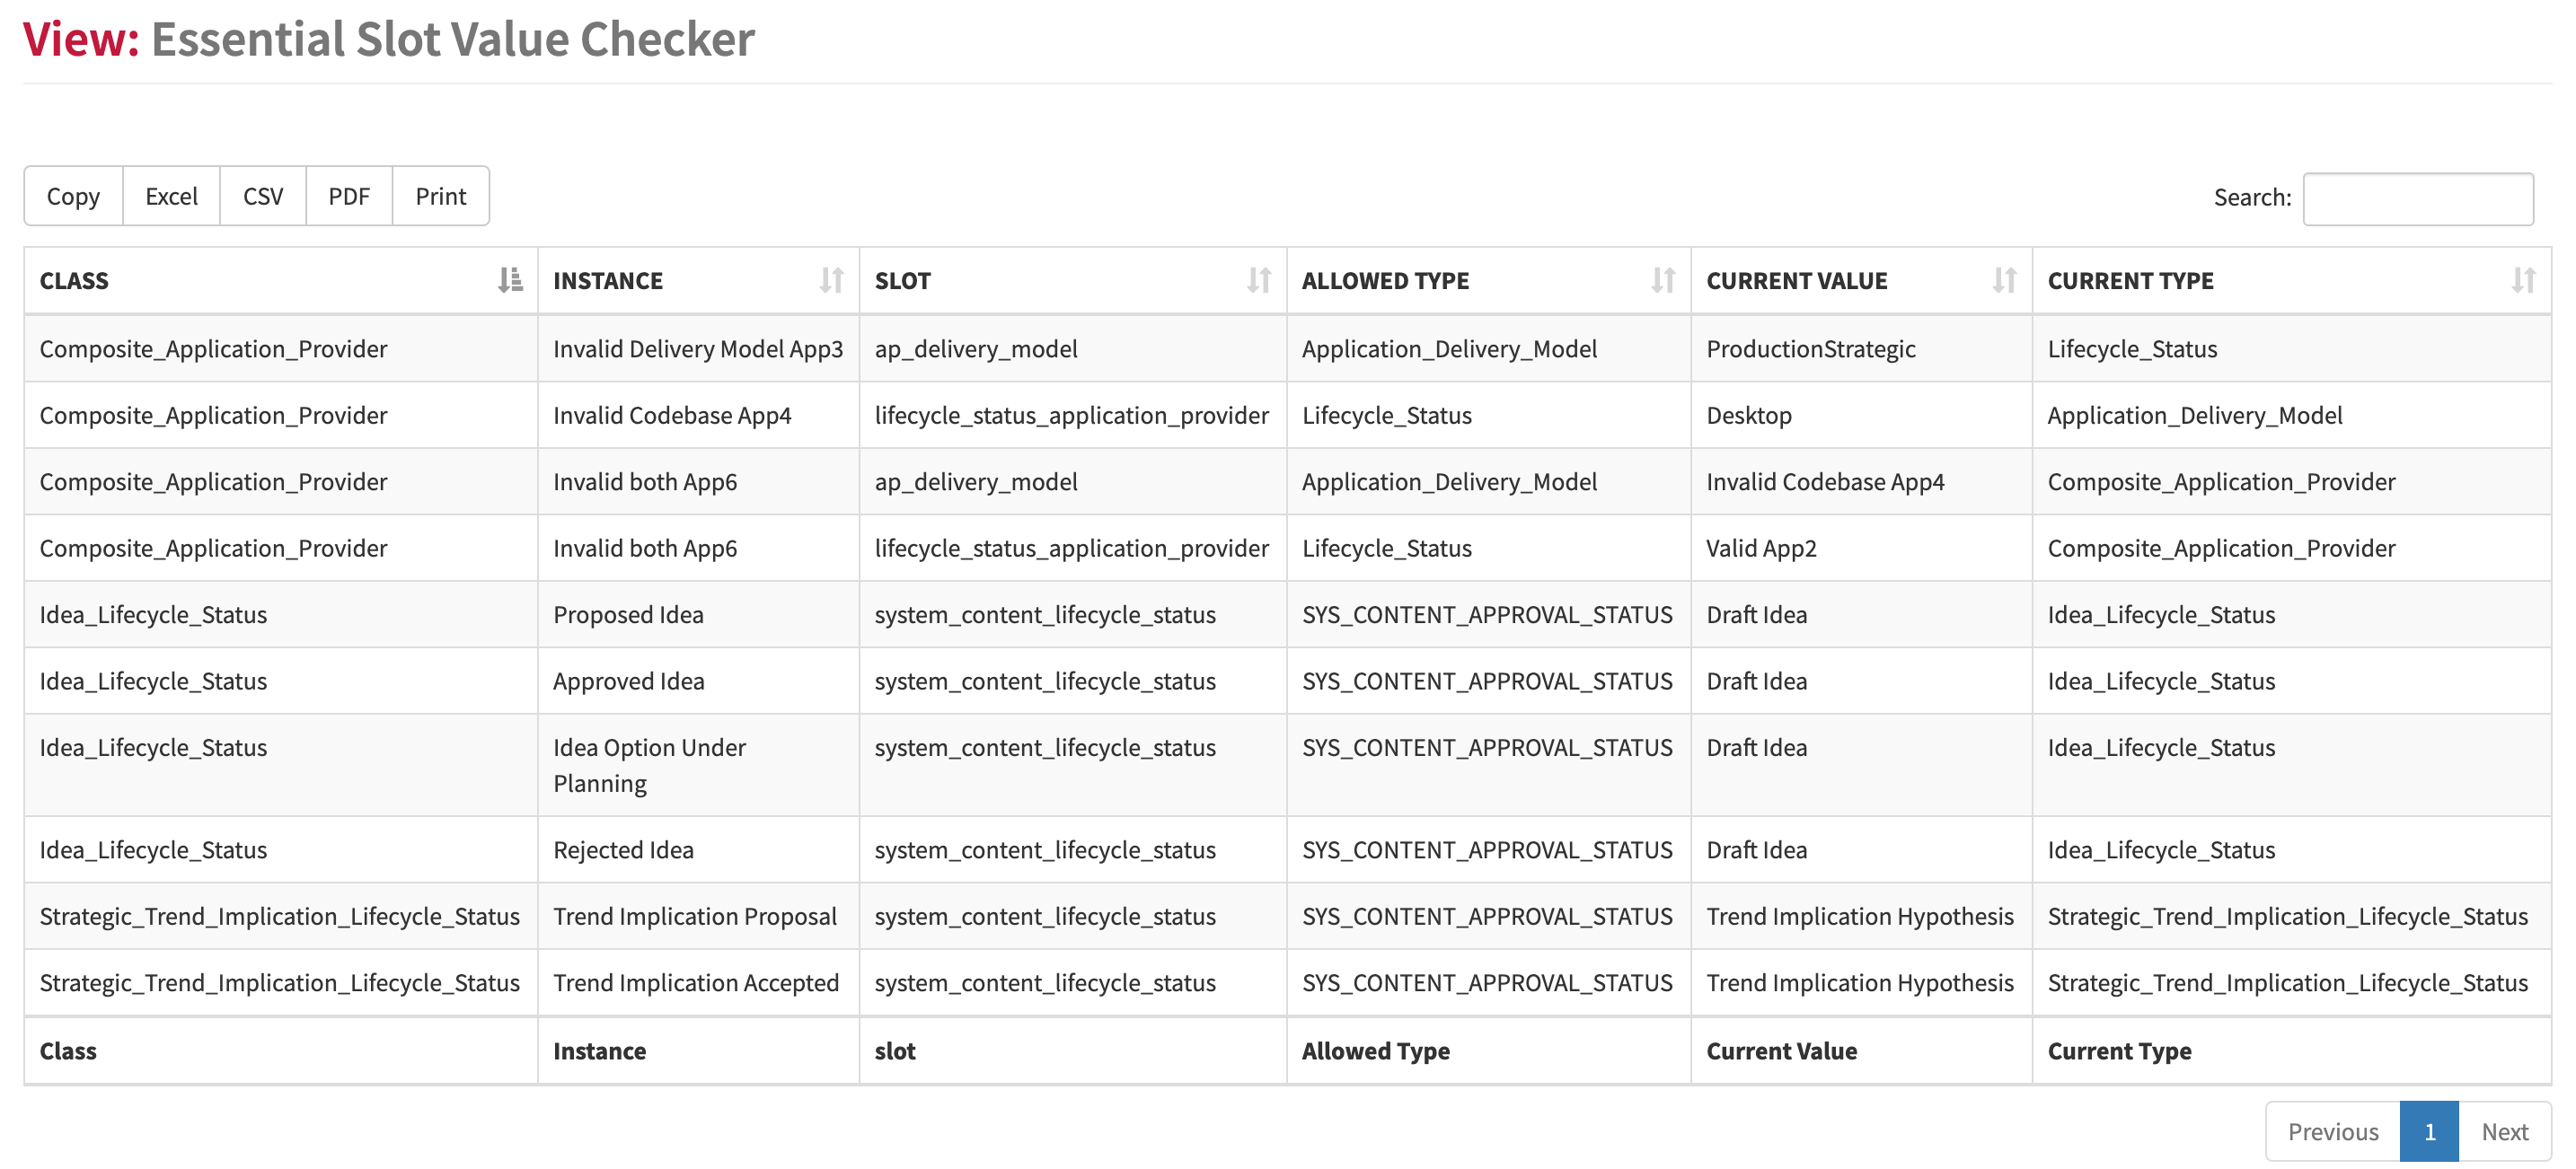 View: Essential Slot Value Checker
Copy Excel CSV PDF Print Search:
CLASS INSTANCE SLOT ALLOWED TYPE CURRENT VALUE CURRENT TYPE
Composite_Application_Provider Invalid Delivery Model App3 ap_delivery_model Application_Delivery_Model ProductionStrategic Lifecycle_Status
Composite_Application_Provider Invalid Codebase App4 lifecycle_status_application_provider Lifecycle_Status Desktop Application_Delivery_Model
Composite_Application_Provider Invalid both App6 ap_delivery_model Application_Delivery_Model Invalid Codebase App4 Composite_Application_Provider
Composite_Application_Provider Invalid both App6 lifecycle_status_application_provider Lifecycle_Status Valid App2 Composite_Application_Provider
Idea_Lifecycle_Status Proposed Idea system_content_lifecycle_status SYS_CONTENT_APPROVAL_STATUS Draft Idea Idea_Lifecycle_Status
Idea_Lifecycle_Status Approved Idea system_content_lifecycle_status SYS_CONTENT_APPROVAL_STATUS Draft Idea Idea_Lifecycle_Status
Idea_Lifecycle_Status Idea Option Under system_content_lifecycle_status SYS_CONTENT_APPROVAL_STATUS Draft Idea Idea_Lifecycle_Status
Planning
Idea_Lifecycle_Status Rejected Idea system_content_lifecycle_status SYS_CONTENT_APPROVAL_STATUS Draft Idea Idea_Lifecycle_Status
Strategic_Trend_Implication_Lifecycle_Status Trend Implication Proposal system_content_lifecycle_status SYS_CONTENT_APPROVAL_STATUS Trend Implication Hypothesis Strategic_Trend_Implication_Lifecycle_Status
Strategic_Trend_Implication_Lifecycle_Status Trend Implication Accepted system_content_lifecycle_status SYS_CONTENT_APPROVAL_STATUS Trend Implication Hypothesis Strategic_Trend_Implication_Lifecycle_Status
Class Instance slot Allowed Type Current Value Current Type
Previous 1 Next